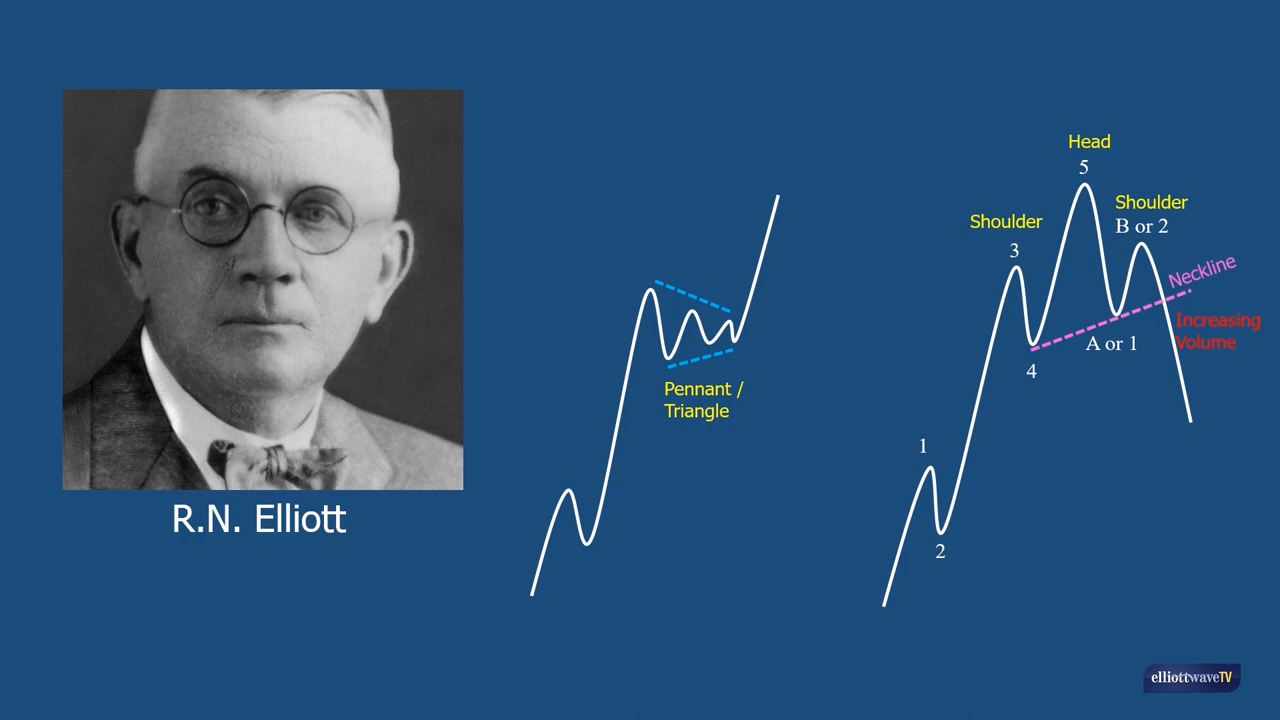 R.N. Elliott
Pennant /
Triangle
1
2
Shoulder
3
4
Head
5
A or 1
Shoulder
B or 2
Neckline
Increasing
Volume
elliottwaveTV